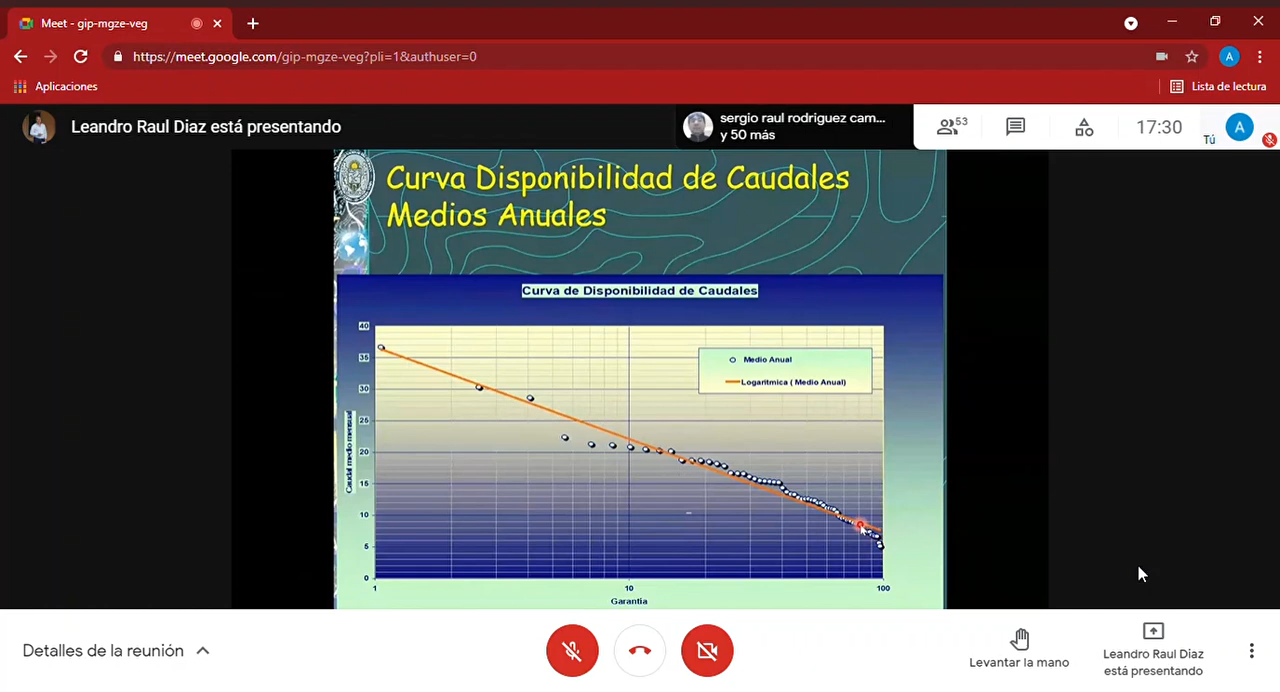 Meet - gip-mgze-veg
https://meet.google.com/gip-mgze-veg?pli=1&authuser=0
A
Aplicaciones
Lista de lectura
Leandro Raul Diaz está presentando
sergio raul rodriguez cam...
y 50 más
53
17:30
Tú
A
Curva Disponibilidad de Caudales
Medios Anuales
Curva de Disponibilidad de Caudales
40
35
30
25
20
15
10
5
0
Caudal medio mensual
Medio Anual
Logaritmica ( Medio Anual)
1
10
100
Garantia
Detalles de la reunión
Levantar la mano
Leandro Raul Diaz
está presentando